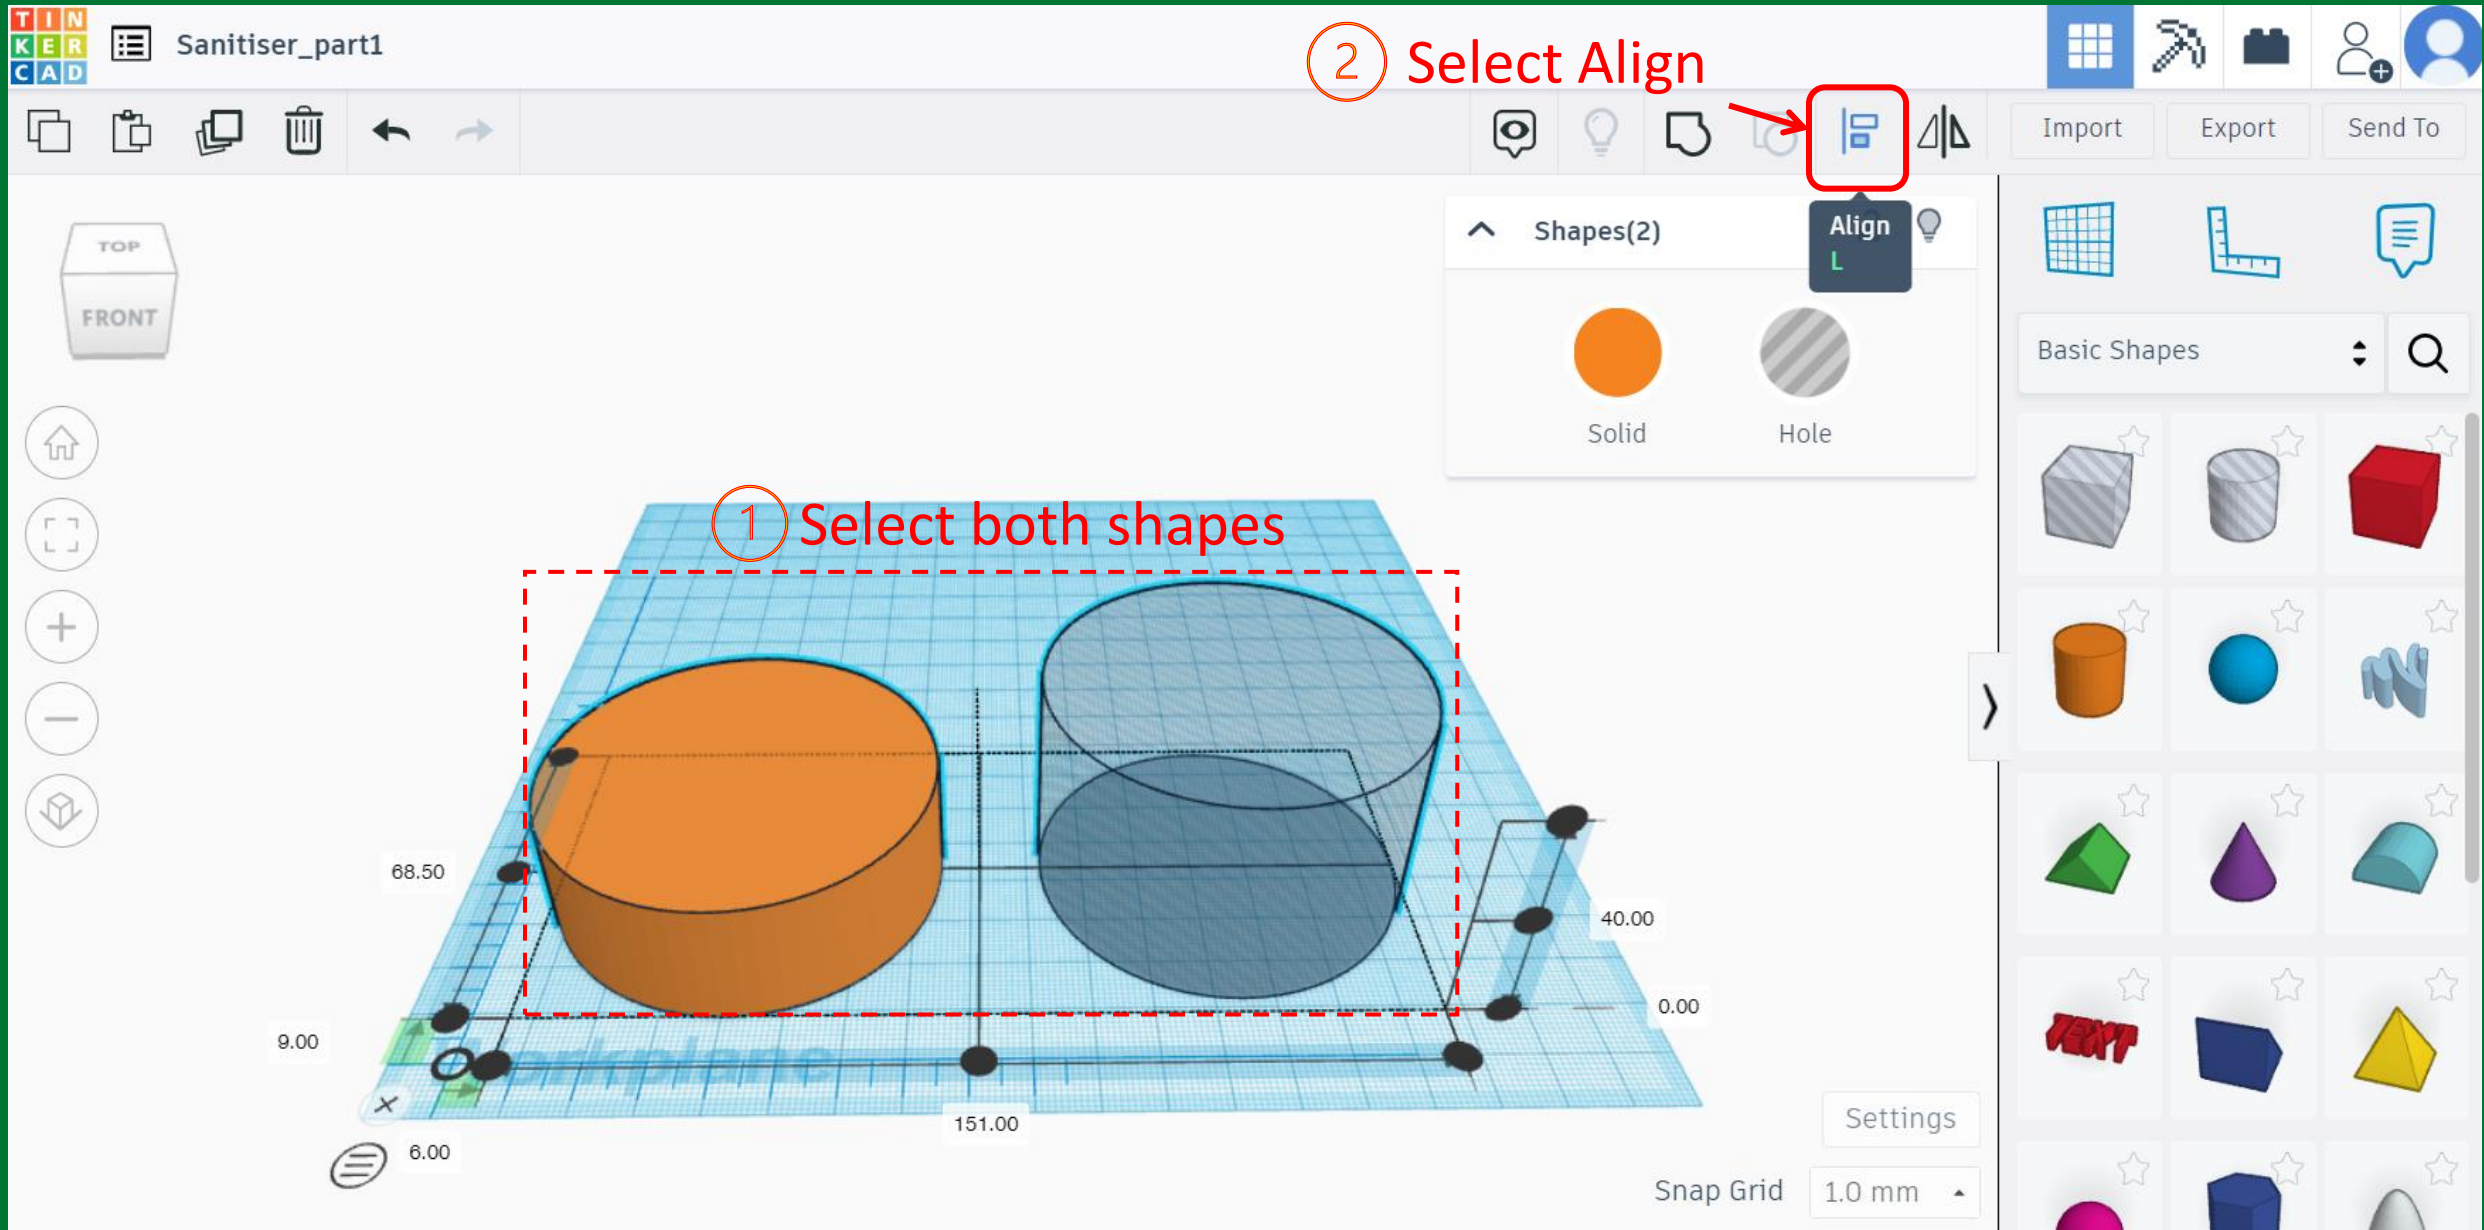 TIN
KER
CAD
Sanitiser_part1
② Select Align
Import
Export
Send To
TOP
FRONT
Shapes(2)
Align
L
Solid
Hole
Basic Shapes
① Select both shapes
68.50
40.00
0.00
9.00
Workplane
151.00
6.00
TEXT
Settings
Snap Grid
1.0 mm